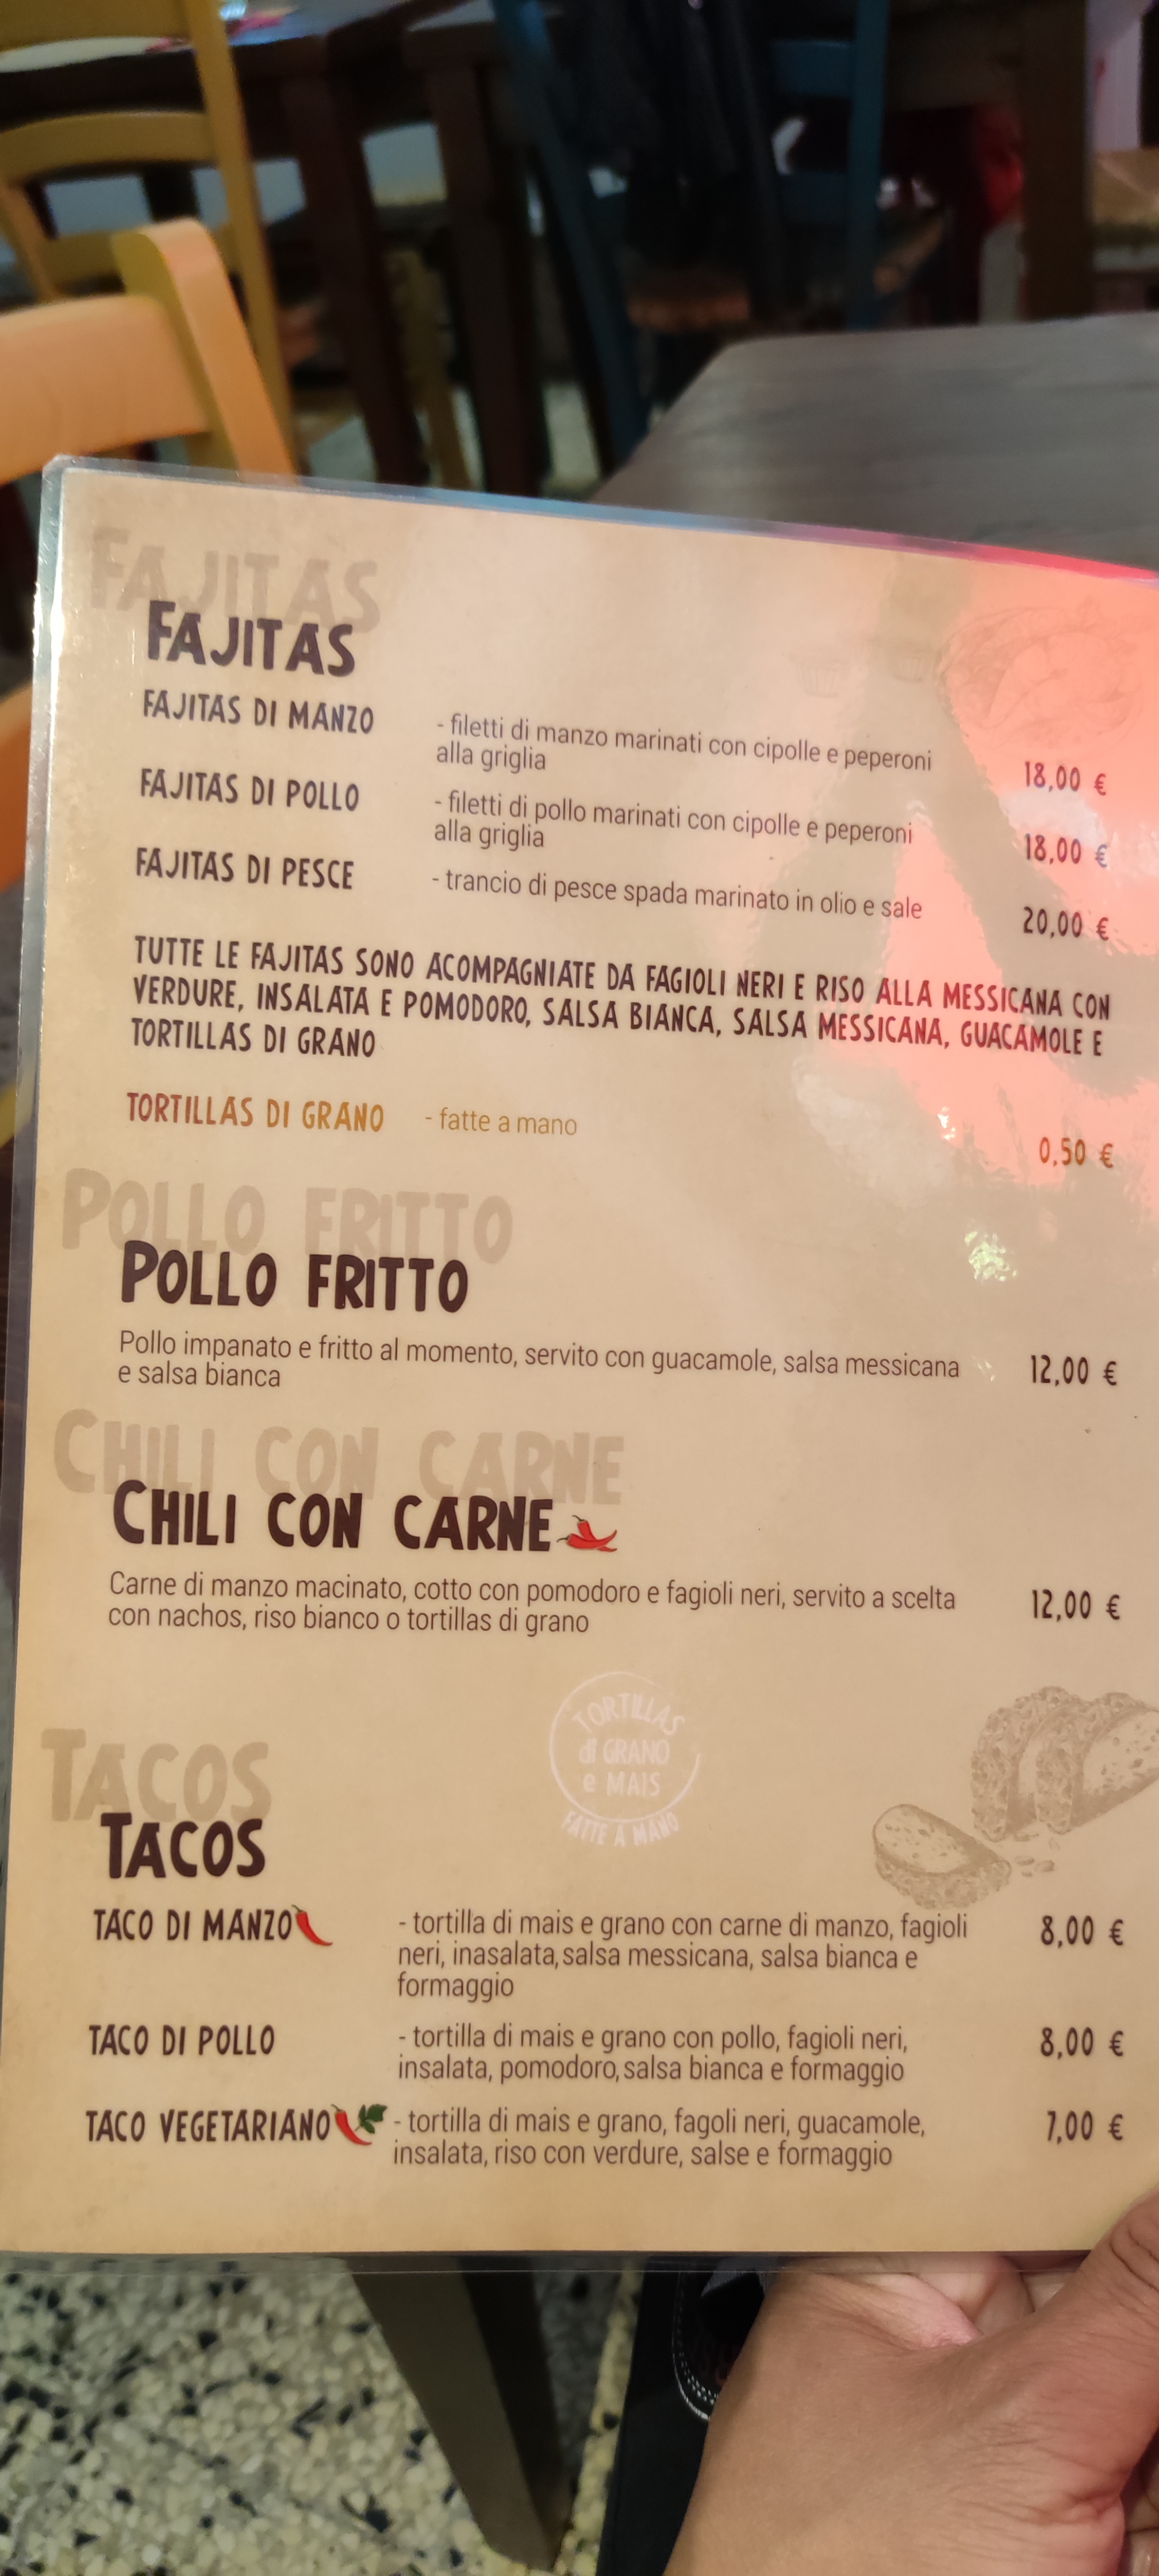 FAJITAS
FAJITAS
FAJITAS DI MANZO
- filetti di manzo marinati con cipolle e peperoni
alla griglia
18,00 €
FAJITAS DI POLLO
- filetti di pollo marinati con cipolle e peperoni
alla griglia
18,00 €
FAJITAS DI PESCE
- trancio di pesce spada marinato in olio e sale
20,00 €
TUTTE LE FAJITAS SONO ACOMPAGNIATE DA FAGIOLI NERI E RISO ALLA MESSICANA CON
VERDURE, INSALATA E POMODORO, SALSA BIANCA, SALSA MESSICANA, GUACAMOLE E
TORTILLAS DI GRANO
TORTILLAS DI GRANO - fatte a mano
0,50 €
POLLO FRITTO
POLLO FRITTO
Pollo impanato e fritto al momento, servito con guacamole, salsa messicana
e salsa bianca
12,00 €
CHILI CON CARNE
CHILI CON CARNE
Carne di manzo macinato, cotto con pomodoro e fagioli neri, servito a scelta
con nachos, riso bianco o tortillas di grano
12,00 €
TORTILLAS
di GRANO
e MAIS
FATTE A MANO
TACOS
TACOS
TACO DI MANZO
- tortilla di mais e grano con carne di manzo, fagioli
neri, inasalata, salsa messicana, salsa bianca e
formaggio
8,00 €
TACO DI POLLO
- tortilla di mais e grano con pollo, fagioli neri,
insalata, pomodoro, salsa bianca e formaggio
8,00 €
TACO VEGETARIANO
- tortilla di mais e grano, fagoli neri, guacamole,
insalata, riso con verdure, salse e formaggio
7,00 €